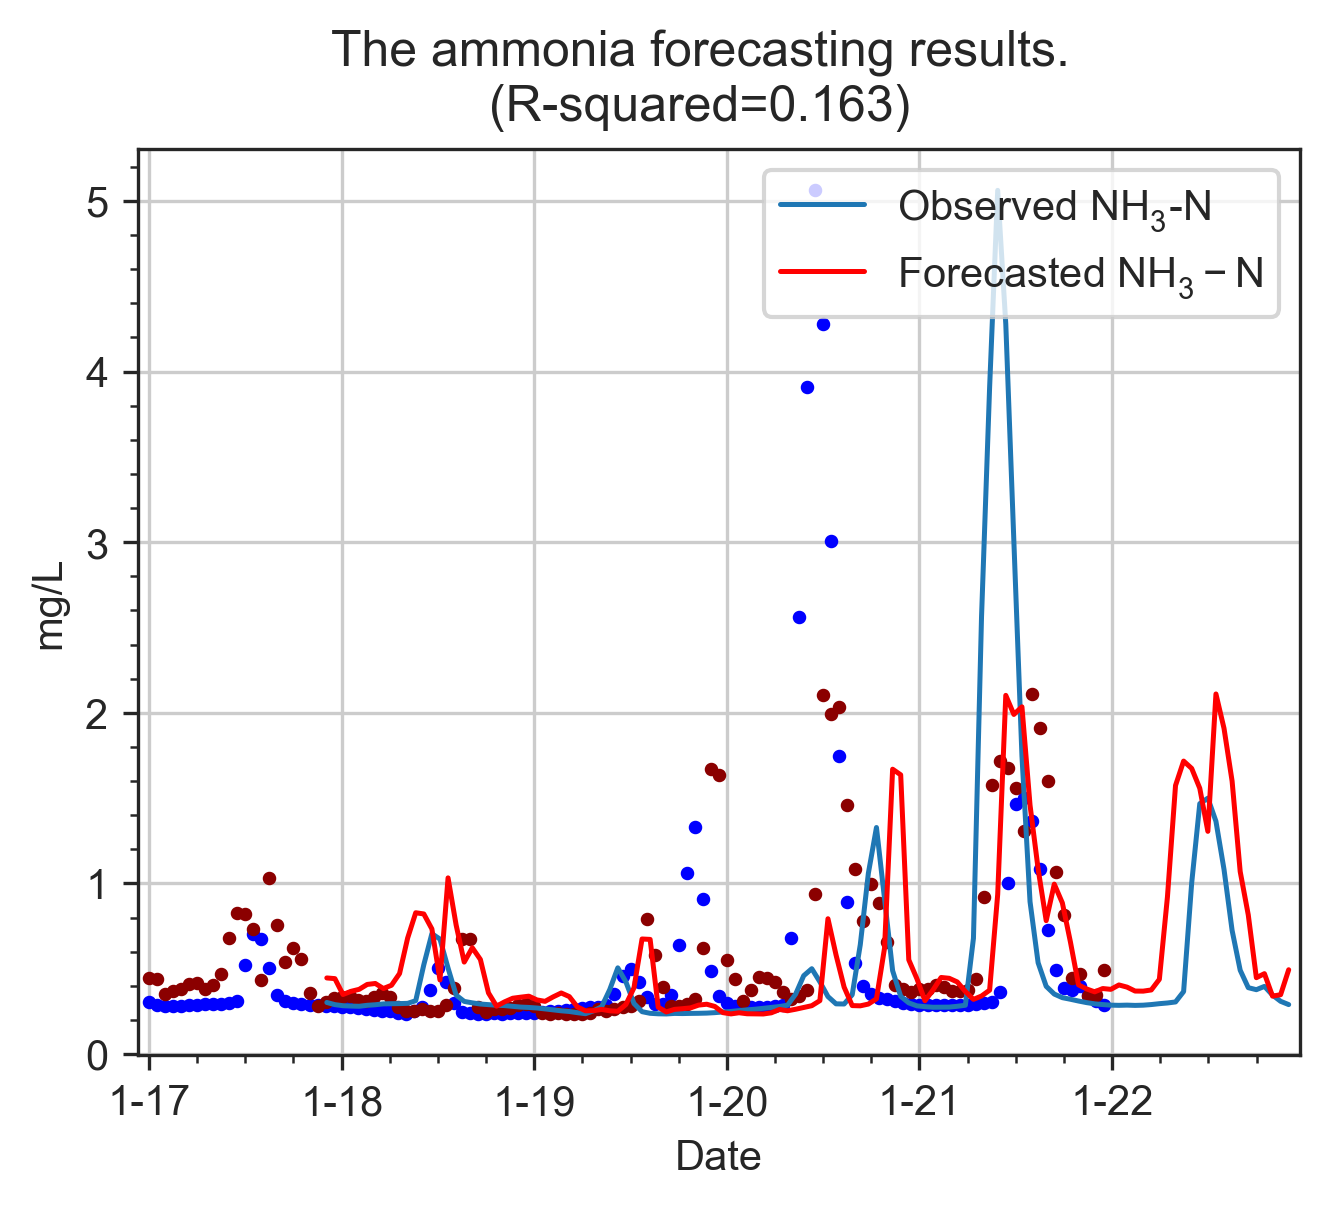 The ammonia forecasting results.
(R-squared=0.163)
Observed NH₃-N
Forecasted NH₃ − N
5
4
3
2
1
0
mg/L
1-17 1-18 1-19 1-20 1-21 1-22
Date